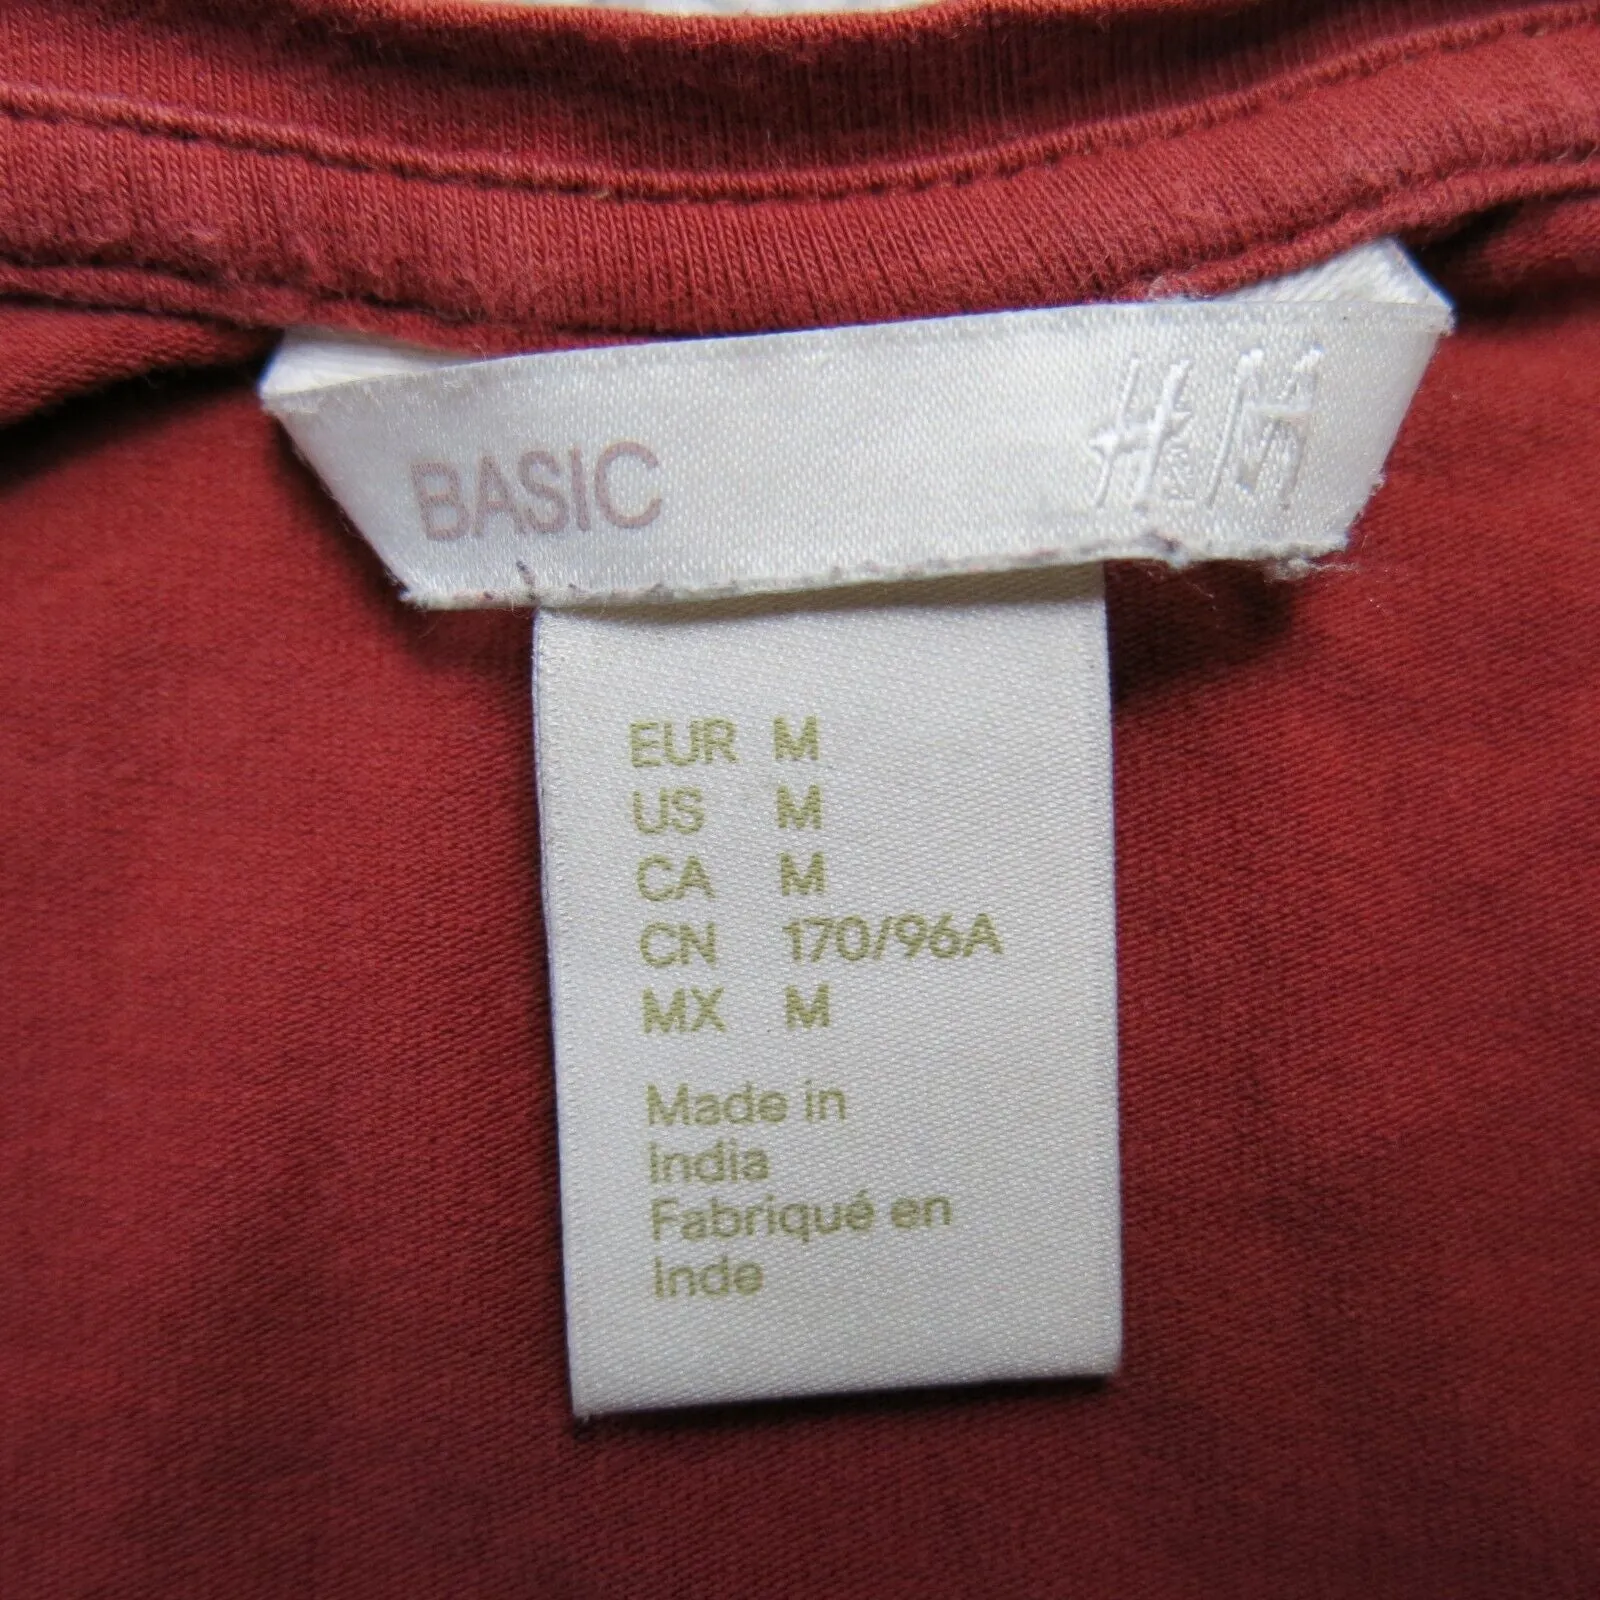 BASIC H&M
EUR M
US M
CA M
CN 170/96A
MX M
Made in
India
Fabriqué en
Inde